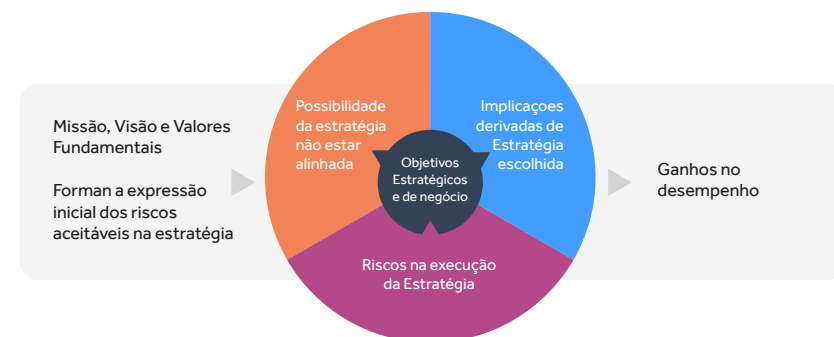 Missão, Visão e Valores
Fundamentais
Forman a expressão
inicial dos riscos
aceitáveis na estratégia
Possibilidade
da estratégia
não estar
alinhada
Implicaçoes
derivadas de
Estratégia
escolhida
Objetivos
Estratégicos
e de negócio
Riscos na execução
da Estratégia
Ganhos no
desempenho